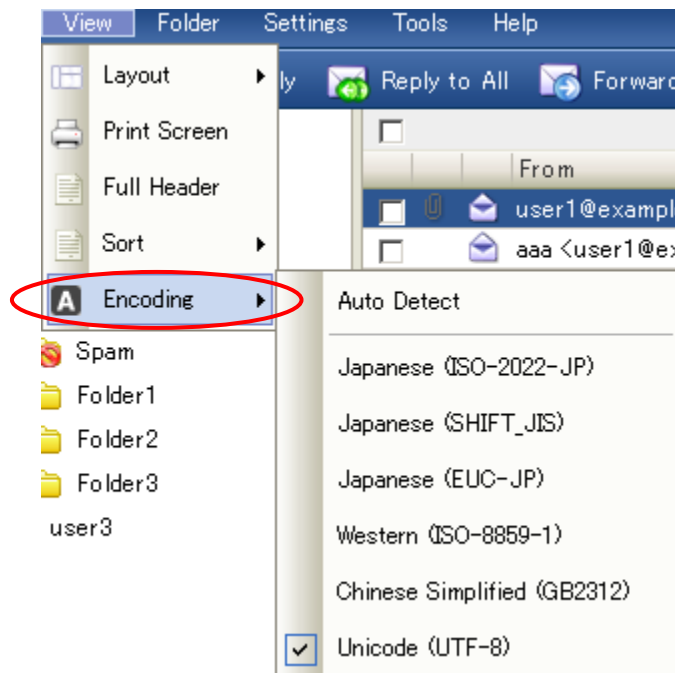 View Folder Settings Tools Help
Layout ly Reply to All Forward
Print Screen
From
Full Header
user1@exampl
Sort aaa <user1@ex
A Encoding Auto Detect
Spam
Japanese (ISO-2022-JP)
Folder1
Japanese (SHIFT_JIS)
Folder2
Folder3 Japanese (EUC-JP)
user3 Western (ISO-8859-1)
Chinese Simplified (GB2312)
Unicode (UTF-8)